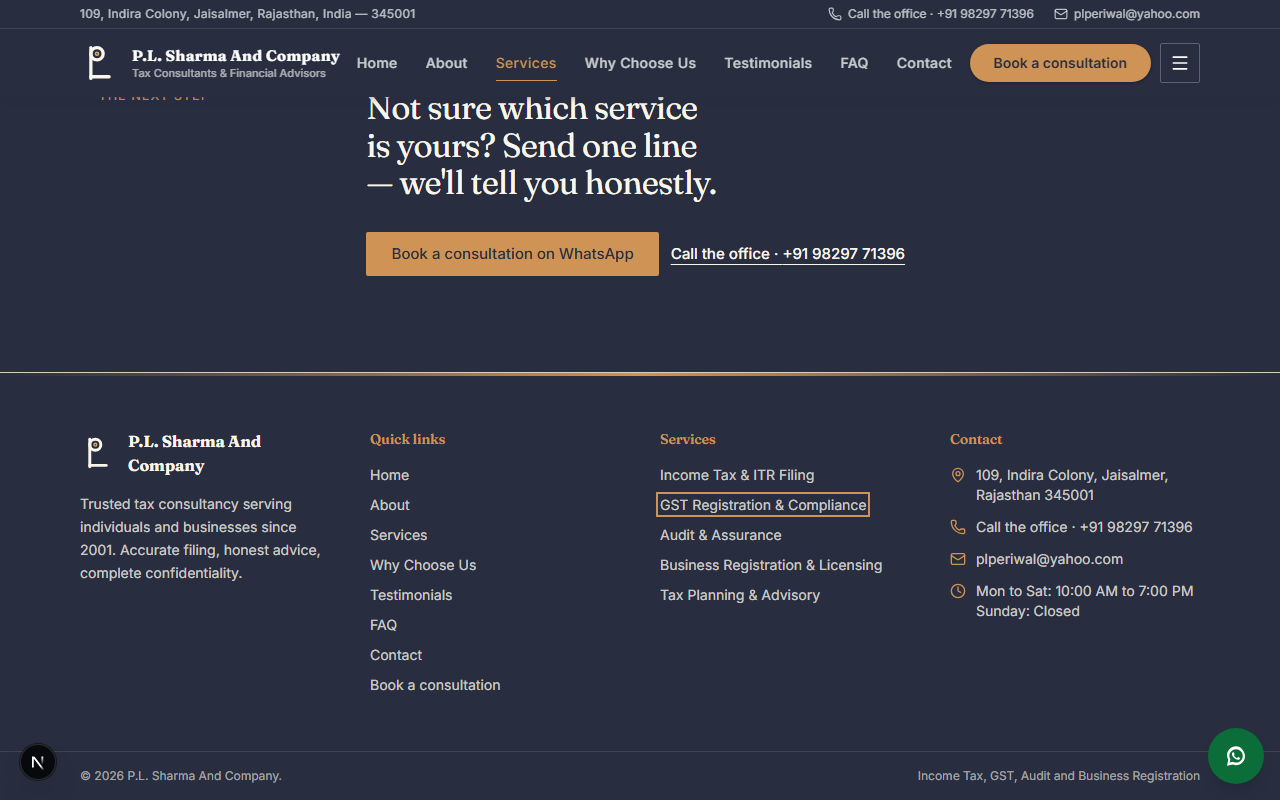 109, Indira Colony, Jaisalmer, Rajasthan, India — 345001
Call the office · +91 98297 71396
plperiwal@yahoo.com
P.L. Sharma And Company
Tax Consultants & Financial Advisors
Home
About
Services
Why Choose Us
Testimonials
FAQ
Contact
Book a consultation
THE NEXT STEP
Not sure which service
is yours? Send one line
— we'll tell you honestly.
Book a consultation on WhatsApp
Call the office · +91 98297 71396
P.L. Sharma And
Company
Trusted tax consultancy serving
individuals and businesses since
2001. Accurate filing, honest advice,
complete confidentiality.
Quick links
Home
About
Services
Why Choose Us
Testimonials
FAQ
Contact
Book a consultation
Services
Income Tax & ITR Filing
GST Registration & Compliance
Audit & Assurance
Business Registration & Licensing
Tax Planning & Advisory
Contact
109, Indira Colony, Jaisalmer,
Rajasthan 345001
Call the office · +91 98297 71396
plperiwal@yahoo.com
Mon to Sat: 10:00 AM to 7:00 PM
Sunday: Closed
N
© 2026 P.L. Sharma And Company.
Income Tax, GST, Audit and Business Registration